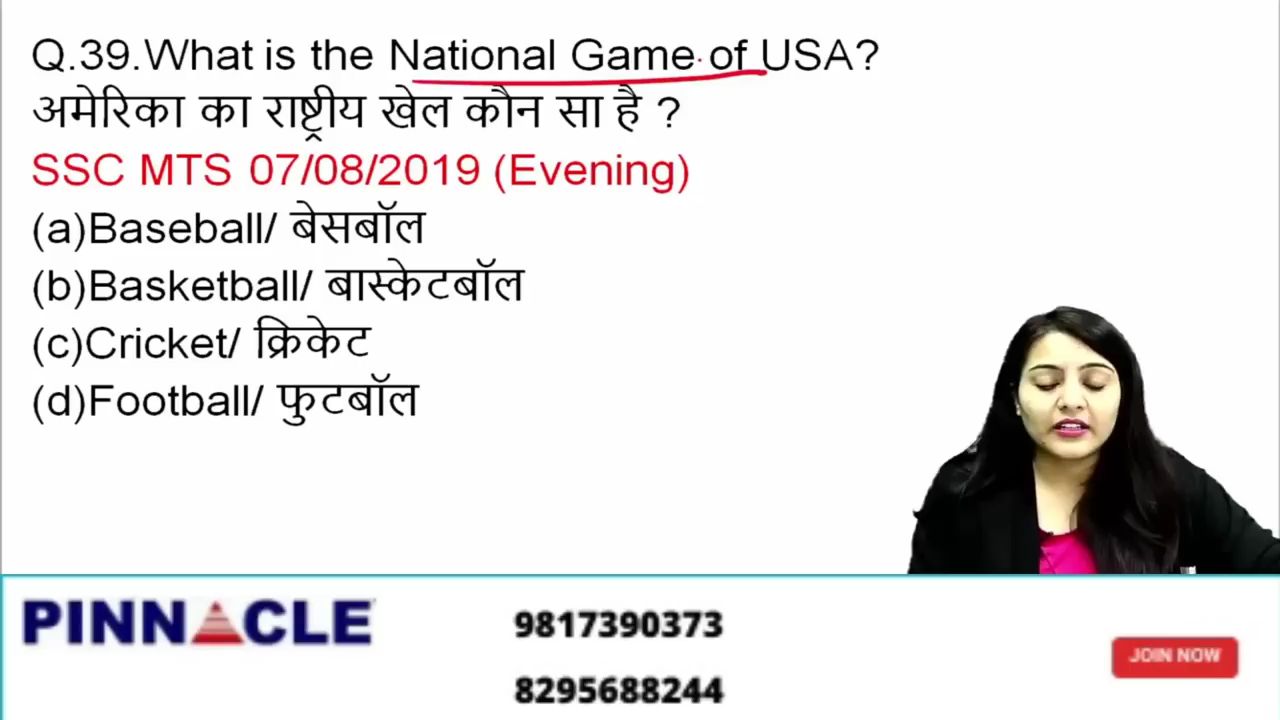 Q.39.What is the National Game of USA?
अमेरिका का राष्ट्रीय खेल कौन सा है ?
SSC MTS 07/08/2019 (Evening)
(a)Baseball/ बेसबॉल
(b)Basketball/ बास्केटबॉल
(c)Cricket/ क्रिकेट
(d)Football/ फुटबॉल
PINNACLE
9817390373
8295688244
JOIN NOW